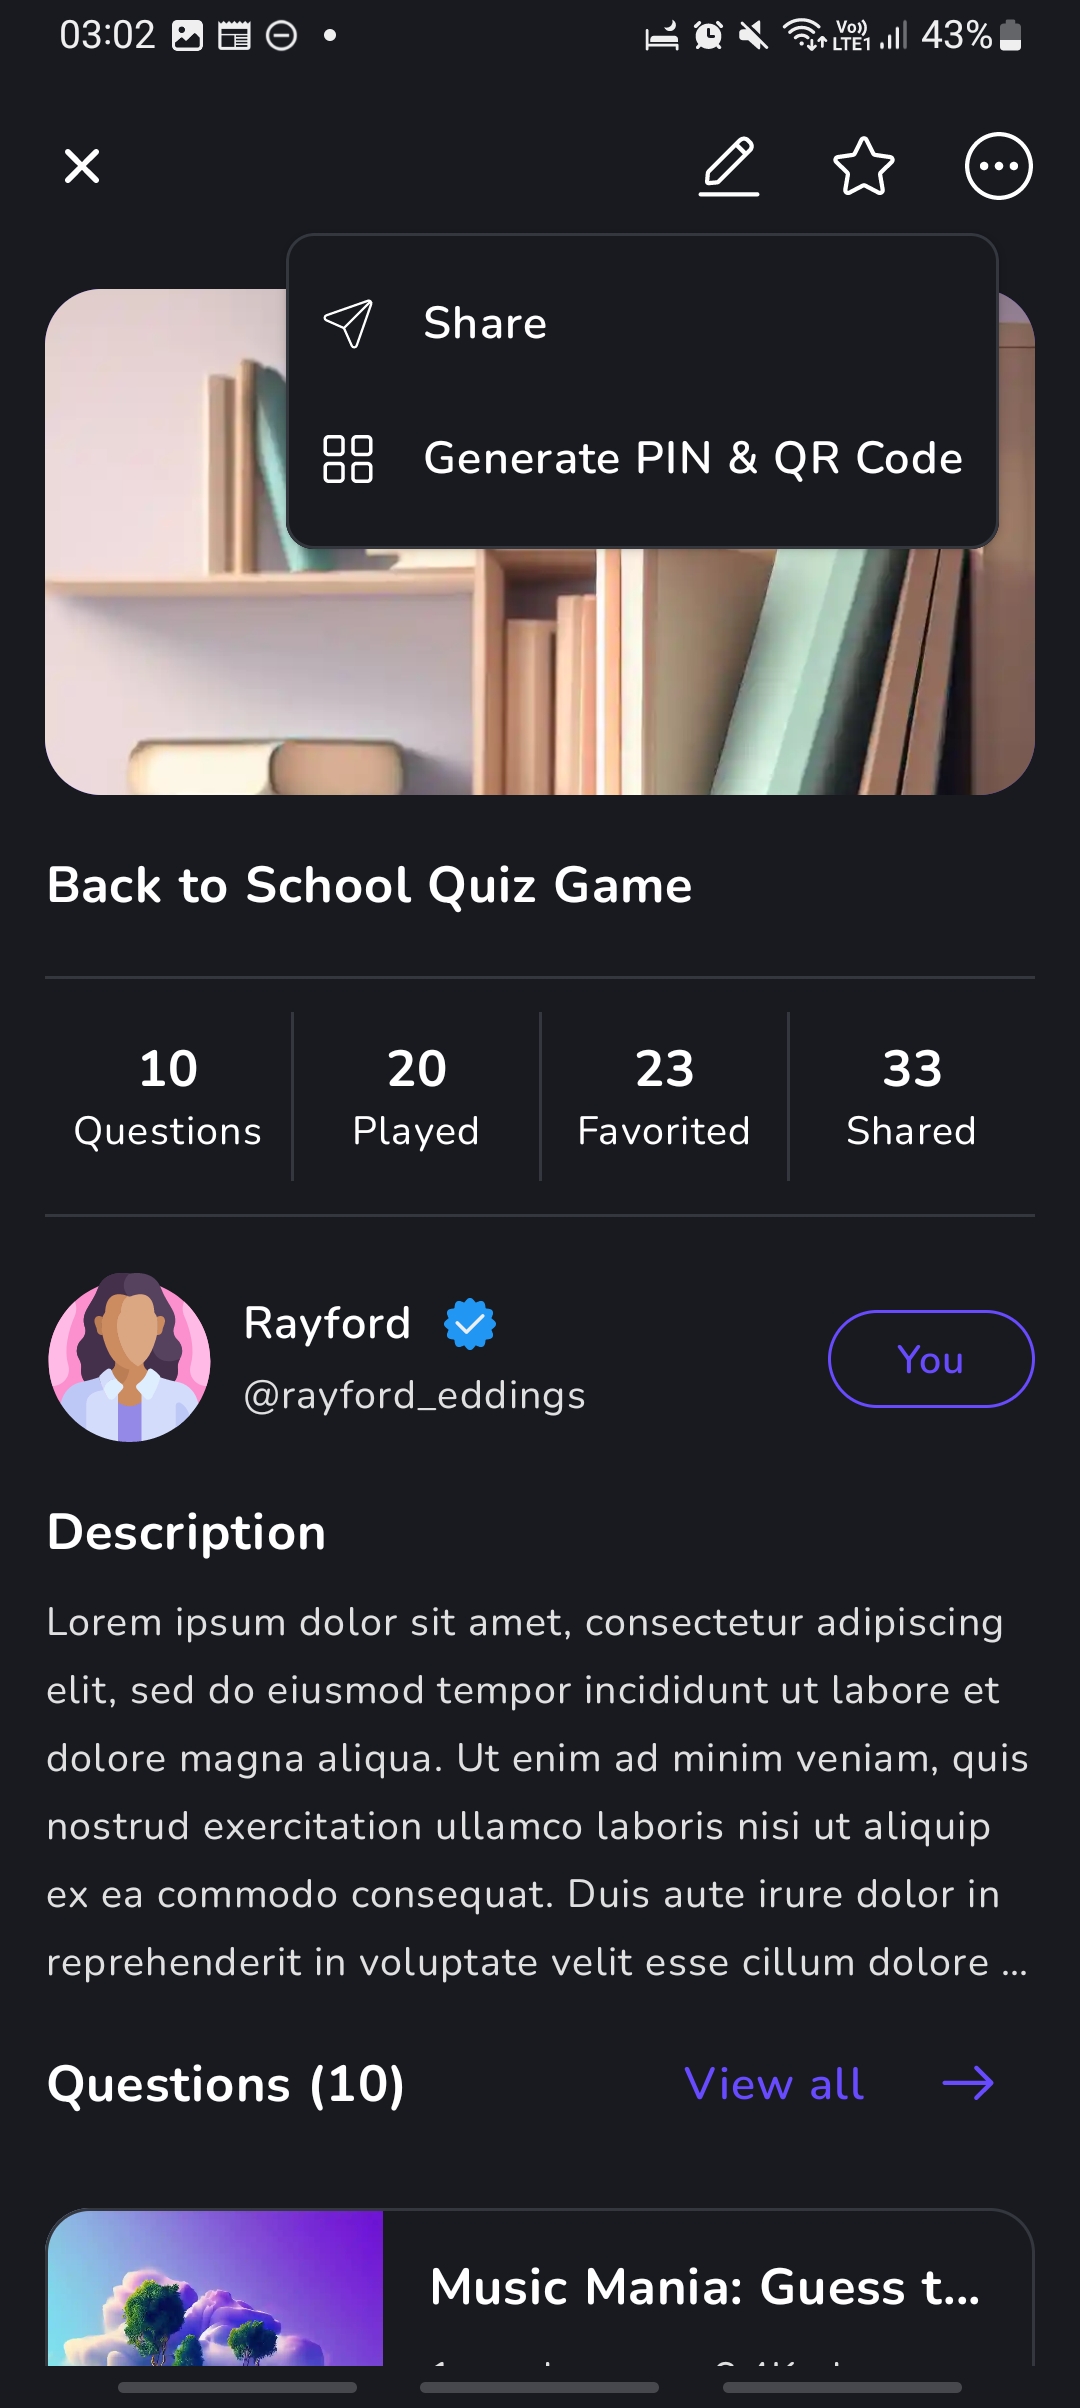 03:02
Vo))
LTE1
43%
Share
Generate PIN & QR Code
Back to School Quiz Game
10
Questions
20
Played
23
Favorited
33
Shared
Rayford
@rayford_eddings
You
Description
Lorem ipsum dolor sit amet, consectetur adipiscing
elit, sed do eiusmod tempor incididunt ut labore et
dolore magna aliqua. Ut enim ad minim veniam, quis
nostrud exercitation ullamco laboris nisi ut aliquip
ex ea commodo consequat. Duis aute irure dolor in
reprehenderit in voluptate velit esse cillum dolore ...
Questions (10)
View all
Music Mania: Guess t...